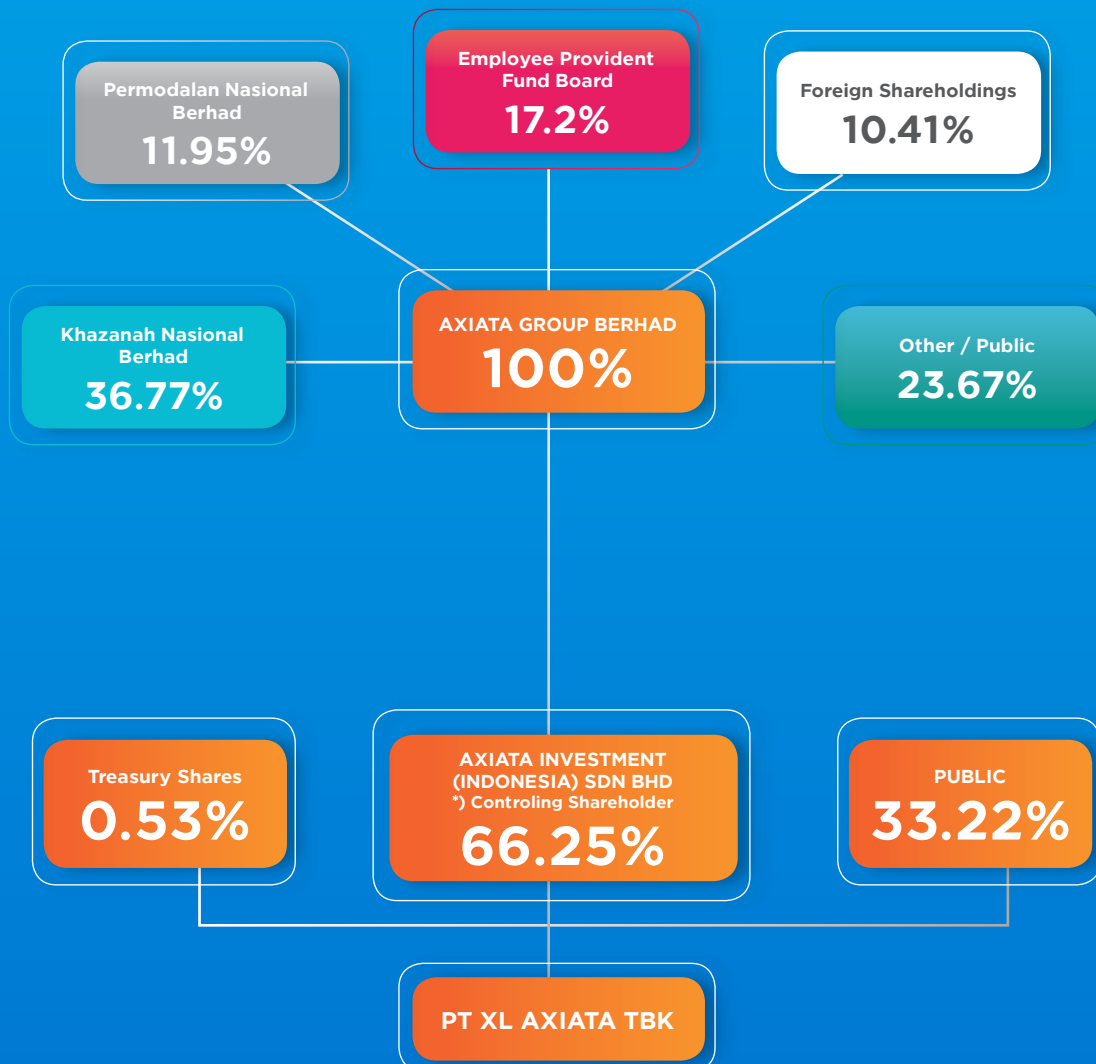 Permodalan Nasional
Berhad
11.95%
Employee Provident
Fund Board
17.2%
Foreign Shareholdings
10.41%
Khazanah Nasional
Berhad
36.77%
AXIATA GROUP BERHAD
100%
Other / Public
23.67%
Treasury Shares
0.53%
AXIATA INVESTMENT
(INDONESIA) SDN BHD
*) Controling Shareholder
66.25%
PUBLIC
33.22%
PT XL AXIATA TBK